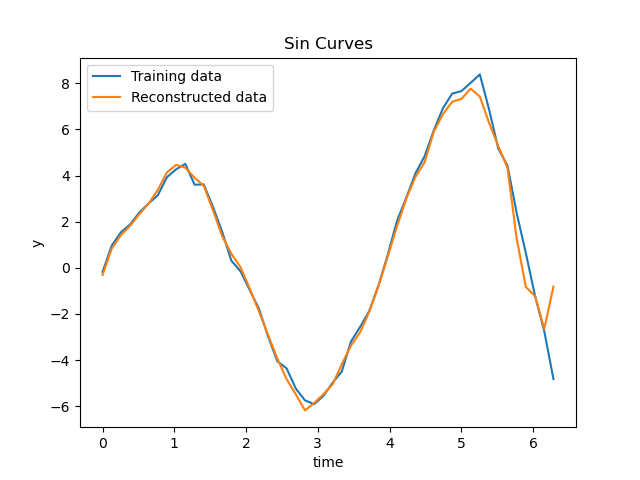 Sin Curves
Training data
Reconstructed data
8
6
4
2
0
−2
−4
−6
y
0 1 2 3 4 5 6
time